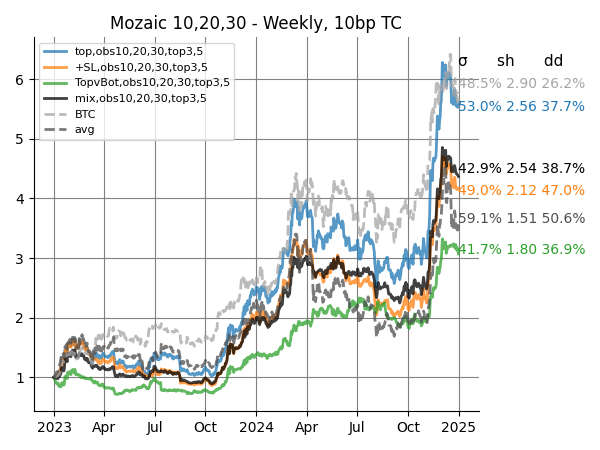 Mozaic 10,20,30 - Weekly, 10bp TC
top,obs10,20,30,top3,5
+SL,obs10,20,30,top3,5
TopvBot,obs10,20,30,top3,5
mix,obs10,20,30,top3,5
BTC
avg
σ sh dd
48.5% 2.90 26.2%
53.0% 2.56 37.7%
42.9% 2.54 38.7%
49.0% 2.12 47.0%
59.1% 1.51 50.6%
41.7% 1.80 36.9%
6
5
4
3
2
1
2023 Apr Jul Oct 2024 Apr Jul Oct 2025